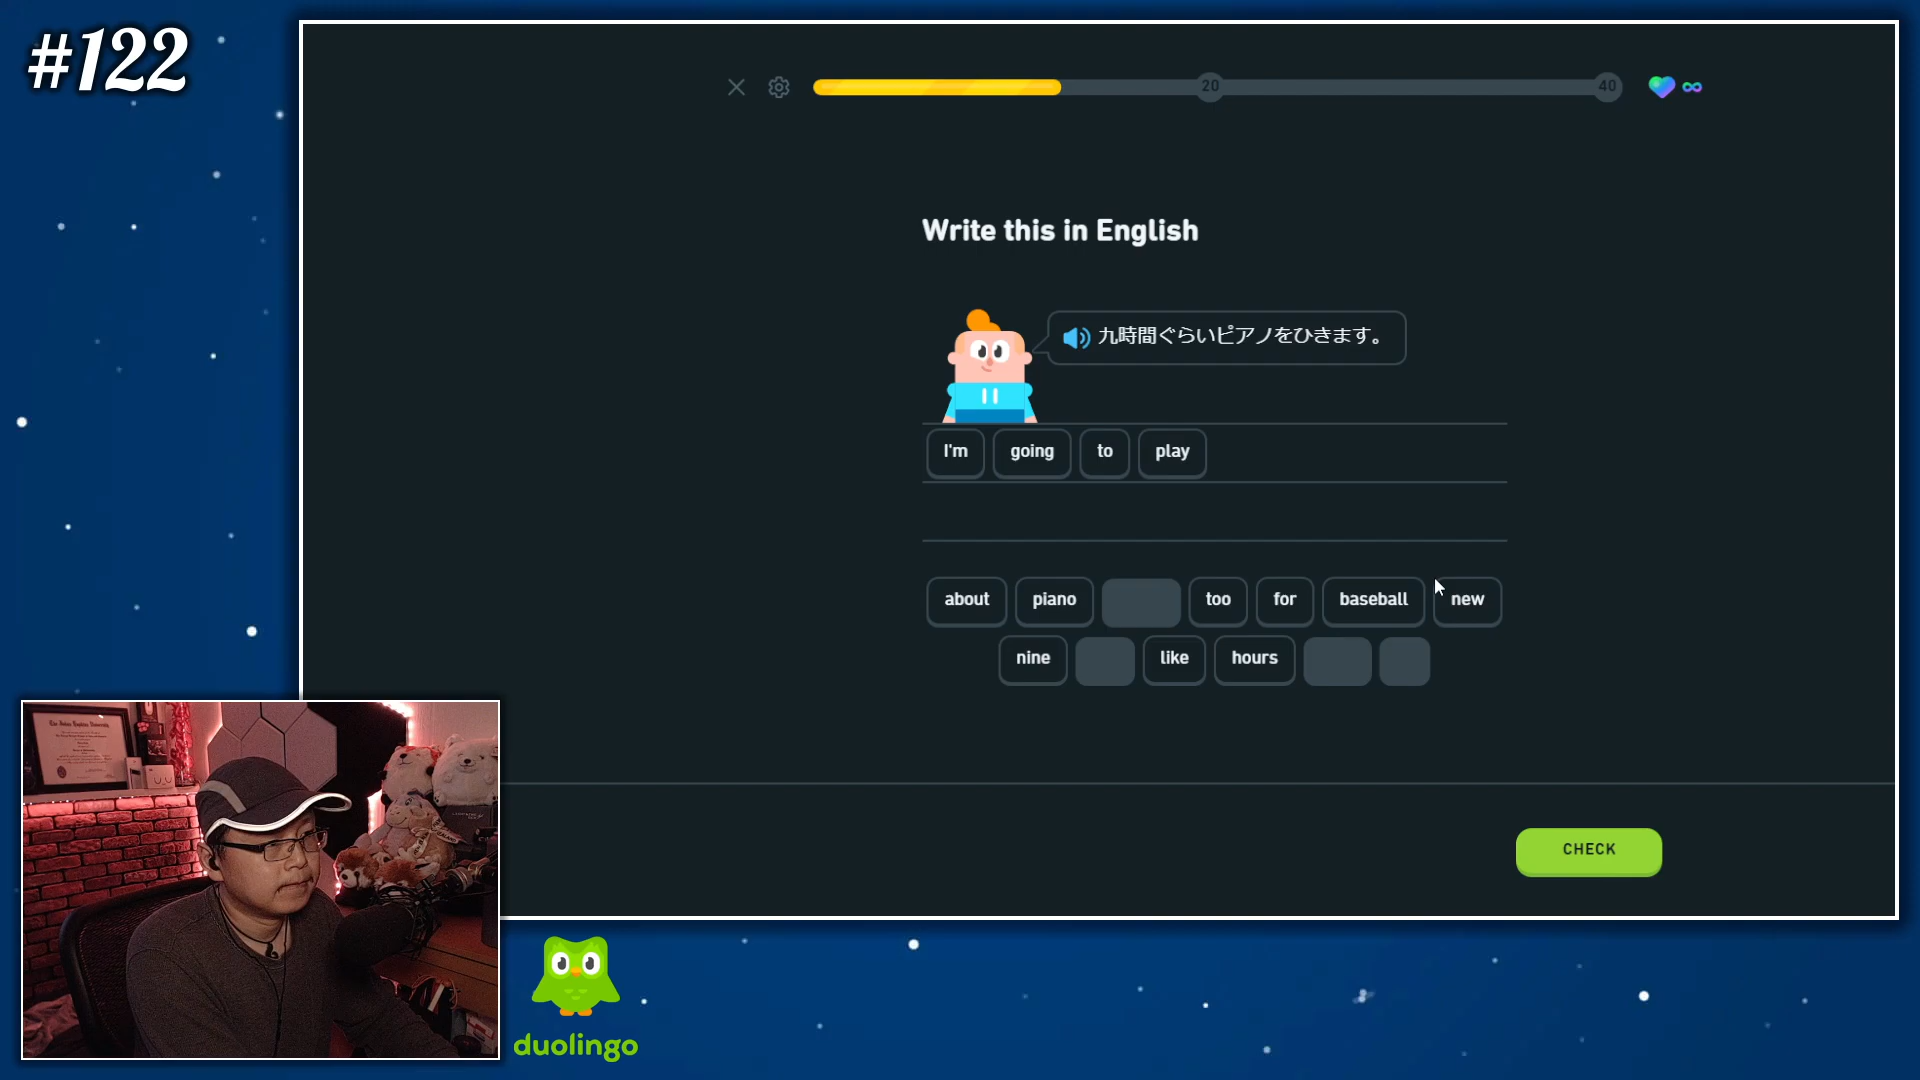 #122
20
40
Write this in English
九時間ぐらいピアノをひきます。
I'm going to play
about piano too for baseball new
nine like hours
CHECK
duolingo